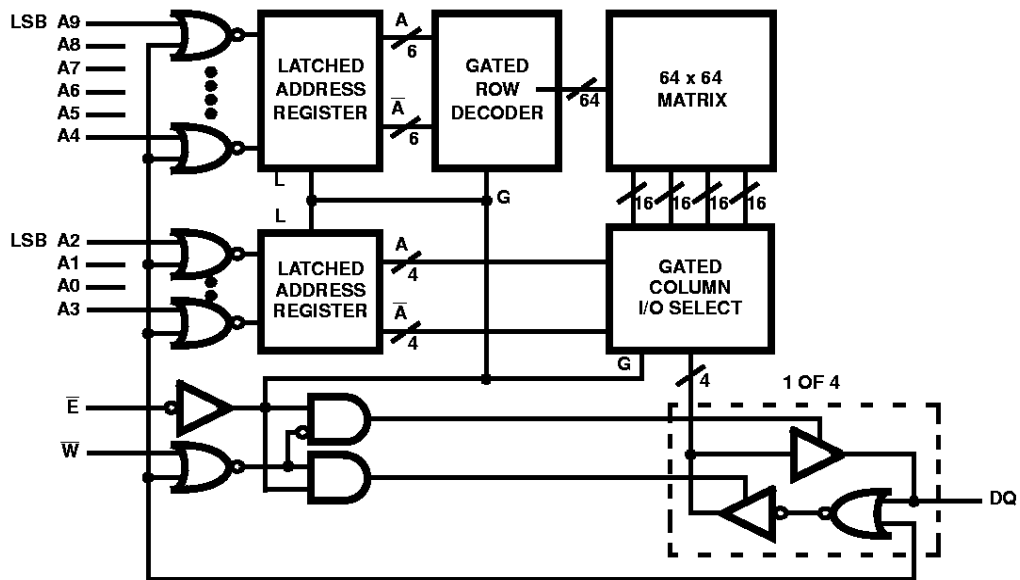 LSB A9
A8
A7
A6
A5
A4
LATCHED
ADDRESS
REGISTER
A
6
A̅
6
GATED
ROW
DECODER
64
64 x 64
MATRIX
L
L
G
16
16
16
16
LSB A2
A1
A0
A3
LATCHED
ADDRESS
REGISTER
A
4
A̅
4
GATED
COLUMN
I/O SELECT
G
4
1 OF 4
E̅
W̅
DQ